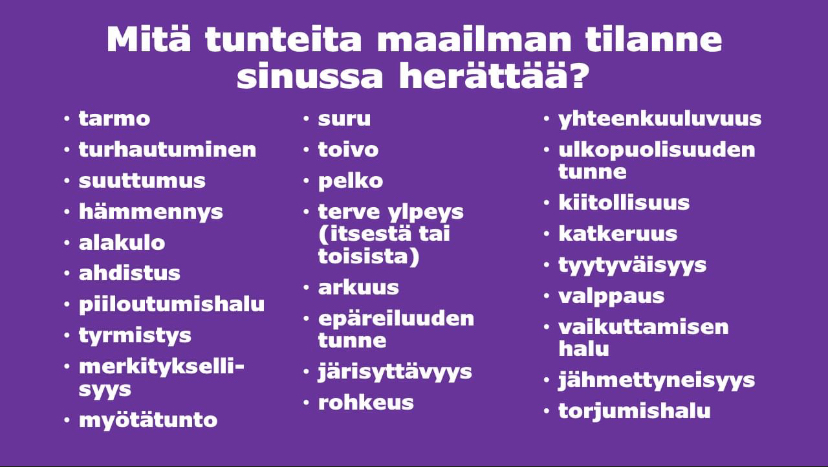 Mitä tunteita maailman tilanne
sinussa herättää?
• tarmo
• turhautuminen
• suuttumus
• hämmennys
• alakulo
• ahdistus
• piiloutumishalu
• tyrmistys
• merkitykselli-
syys
• myötätunto
• suru
• toivo
• pelko
• terve ylpeys
(itsestä tai
toisista)
• arkuus
• epäreiluuden
tunne
• järisyttävyys
• rohkeus
• yhteenkuuluvuus
• ulkopuolisuuden
tunne
• kiitollisuus
• katkeruus
• tyytyväisyys
• valppaus
• vaikuttamisen
halu
• jähmettyneisyys
• torjumishalu